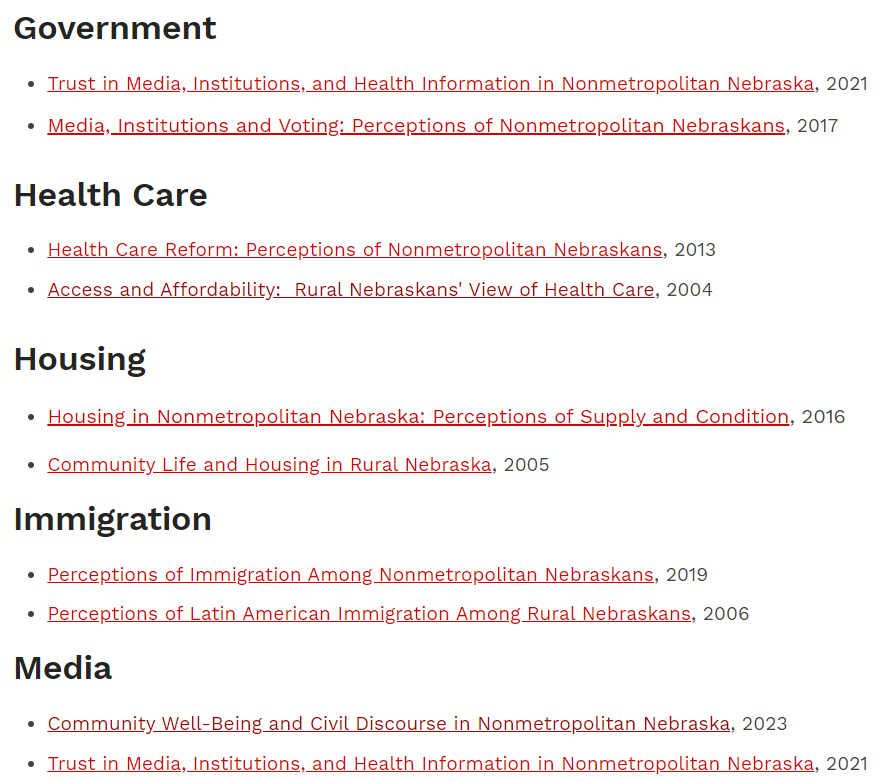 Government
• Trust in Media, Institutions, and Health Information in Nonmetropolitan Nebraska, 2021
• Media, Institutions and Voting: Perceptions of Nonmetropolitan Nebraskans, 2017
Health Care
• Health Care Reform: Perceptions of Nonmetropolitan Nebraskans, 2013
• Access and Affordability:  Rural Nebraskans' View of Health Care, 2004
Housing
• Housing in Nonmetropolitan Nebraska: Perceptions of Supply and Condition, 2016
• Community Life and Housing in Rural Nebraska, 2005
Immigration
• Perceptions of Immigration Among Nonmetropolitan Nebraskans, 2019
• Perceptions of Latin American Immigration Among Rural Nebraskans, 2006
Media
• Community Well-Being and Civil Discourse in Nonmetropolitan Nebraska, 2023
• Trust in Media, Institutions, and Health Information in Nonmetropolitan Nebraska, 2021